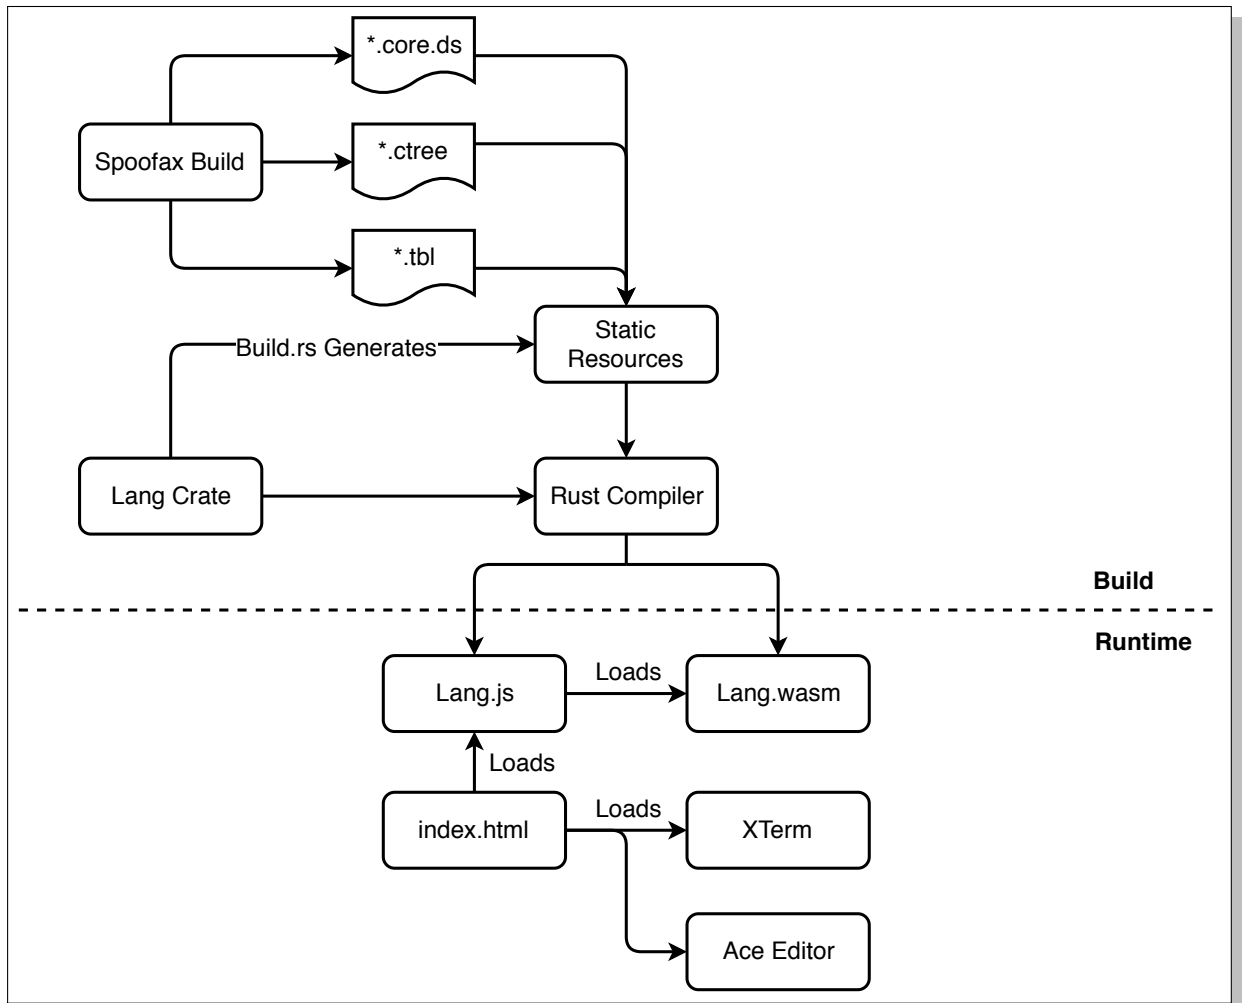 *.core.ds
Spoofax Build
*.ctree
*.tbl
Static
Resources
Build.rs Generates
Lang Crate
Rust Compiler
Build
Runtime
Lang.js
Loads
Lang.wasm
Loads
index.html
Loads
XTerm
Ace Editor